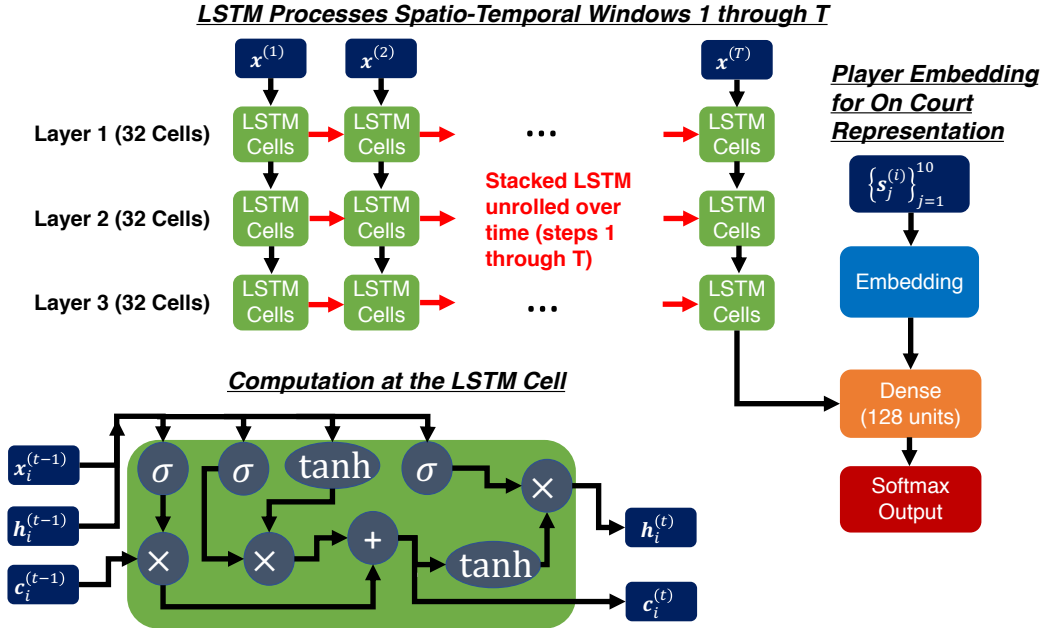 LSTM Processes Spatio-Temporal Windows 1 through T
x^{(1)} x^{(2)} x^{(T)}
Player Embedding
for On Court
Representation
Layer 1 (32 Cells)
LSTM
Cells
LSTM
Cells
...
LSTM
Cells
{s_j^{(i)}}_{j=1}^{10}
Layer 2 (32 Cells)
LSTM
Cells
LSTM
Cells
Stacked LSTM
unrolled over
time (steps 1
through T)
LSTM
Cells
Embedding
Layer 3 (32 Cells)
LSTM
Cells
LSTM
Cells
...
LSTM
Cells
Computation at the LSTM Cell
Dense
(128 units)
Softmax
Output
x_i^{(t-1)}
h_i^{(t-1)}
c_i^{(t-1)}
σ σ tanh σ
×
× × +
tanh
h_i^{(t)}
c_i^{(t)}